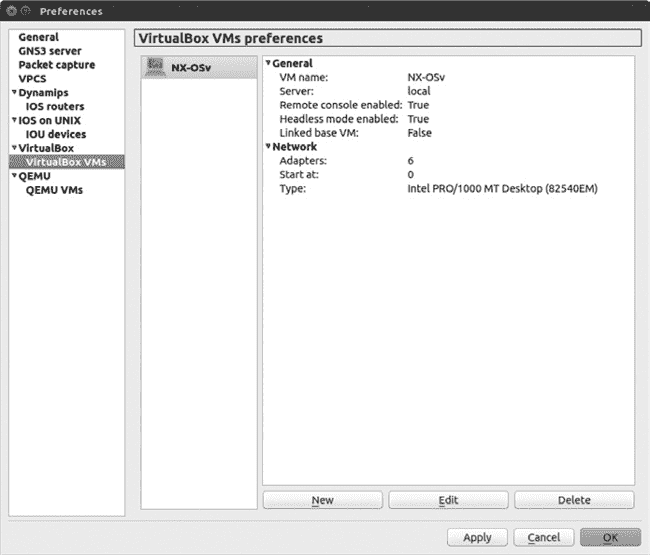 Preferences
General
GNS3 server
Packet capture
VPCS
Dynamips
IOS routers
IOS on UNIX
IOU devices
VirtualBox
VirtualBox VMs
QEMU
QEMU VMs
VirtualBox VMs preferences
NX-OSv
General
VM name: NX-OSv
Server: local
Remote console enabled: True
Headless mode enabled: True
Linked base VM: False
Network
Adapters: 6
Start at: 0
Type: Intel PRO/1000 MT Desktop (82540EM)
New Edit Delete
Apply Cancel OK